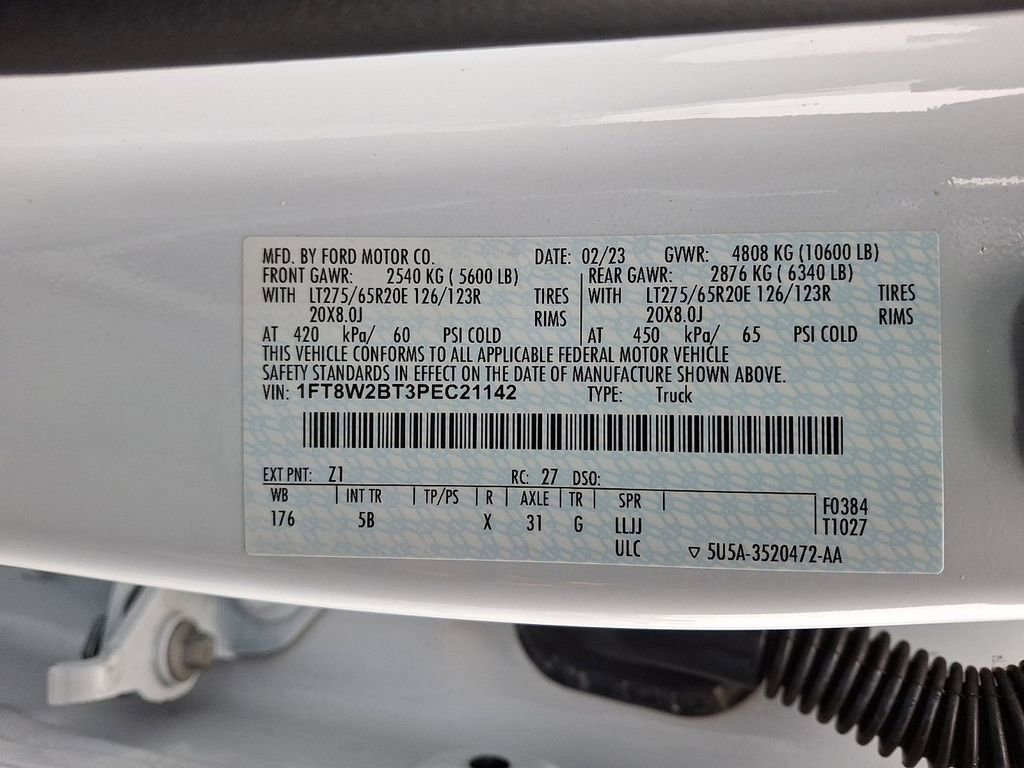 MFD. BY FORD MOTOR CO. DATE: 02/23 GVWR: 4808 KG (10600 LB)
FRONT GAWR: 2540 KG ( 5600 LB) REAR GAWR: 2876 KG ( 6340 LB)
WITH LT275/65R20E 126/123R TIRES WITH LT275/65R20E 126/123R TIRES
20X8.0J RIMS 20X8.0J RIMS
AT 420 kPa/ 60 PSI COLD AT 450 kPa/ 65 PSI COLD
THIS VEHICLE CONFORMS TO ALL APPLICABLE FEDERAL MOTOR VEHICLE
SAFETY STANDARDS IN EFFECT ON THE DATE OF MANUFACTURE SHOWN ABOVE.
VIN: 1FT8W2BT3PEC21142 TYPE: Truck
EXT PNT: Z1 RC: 27 DSO:
WB INT TR TP/PS R AXLE TR SPR F0384
176 5B X 31 G LLJJ T1027
ULC ▽ 5U5A-3520472-AA